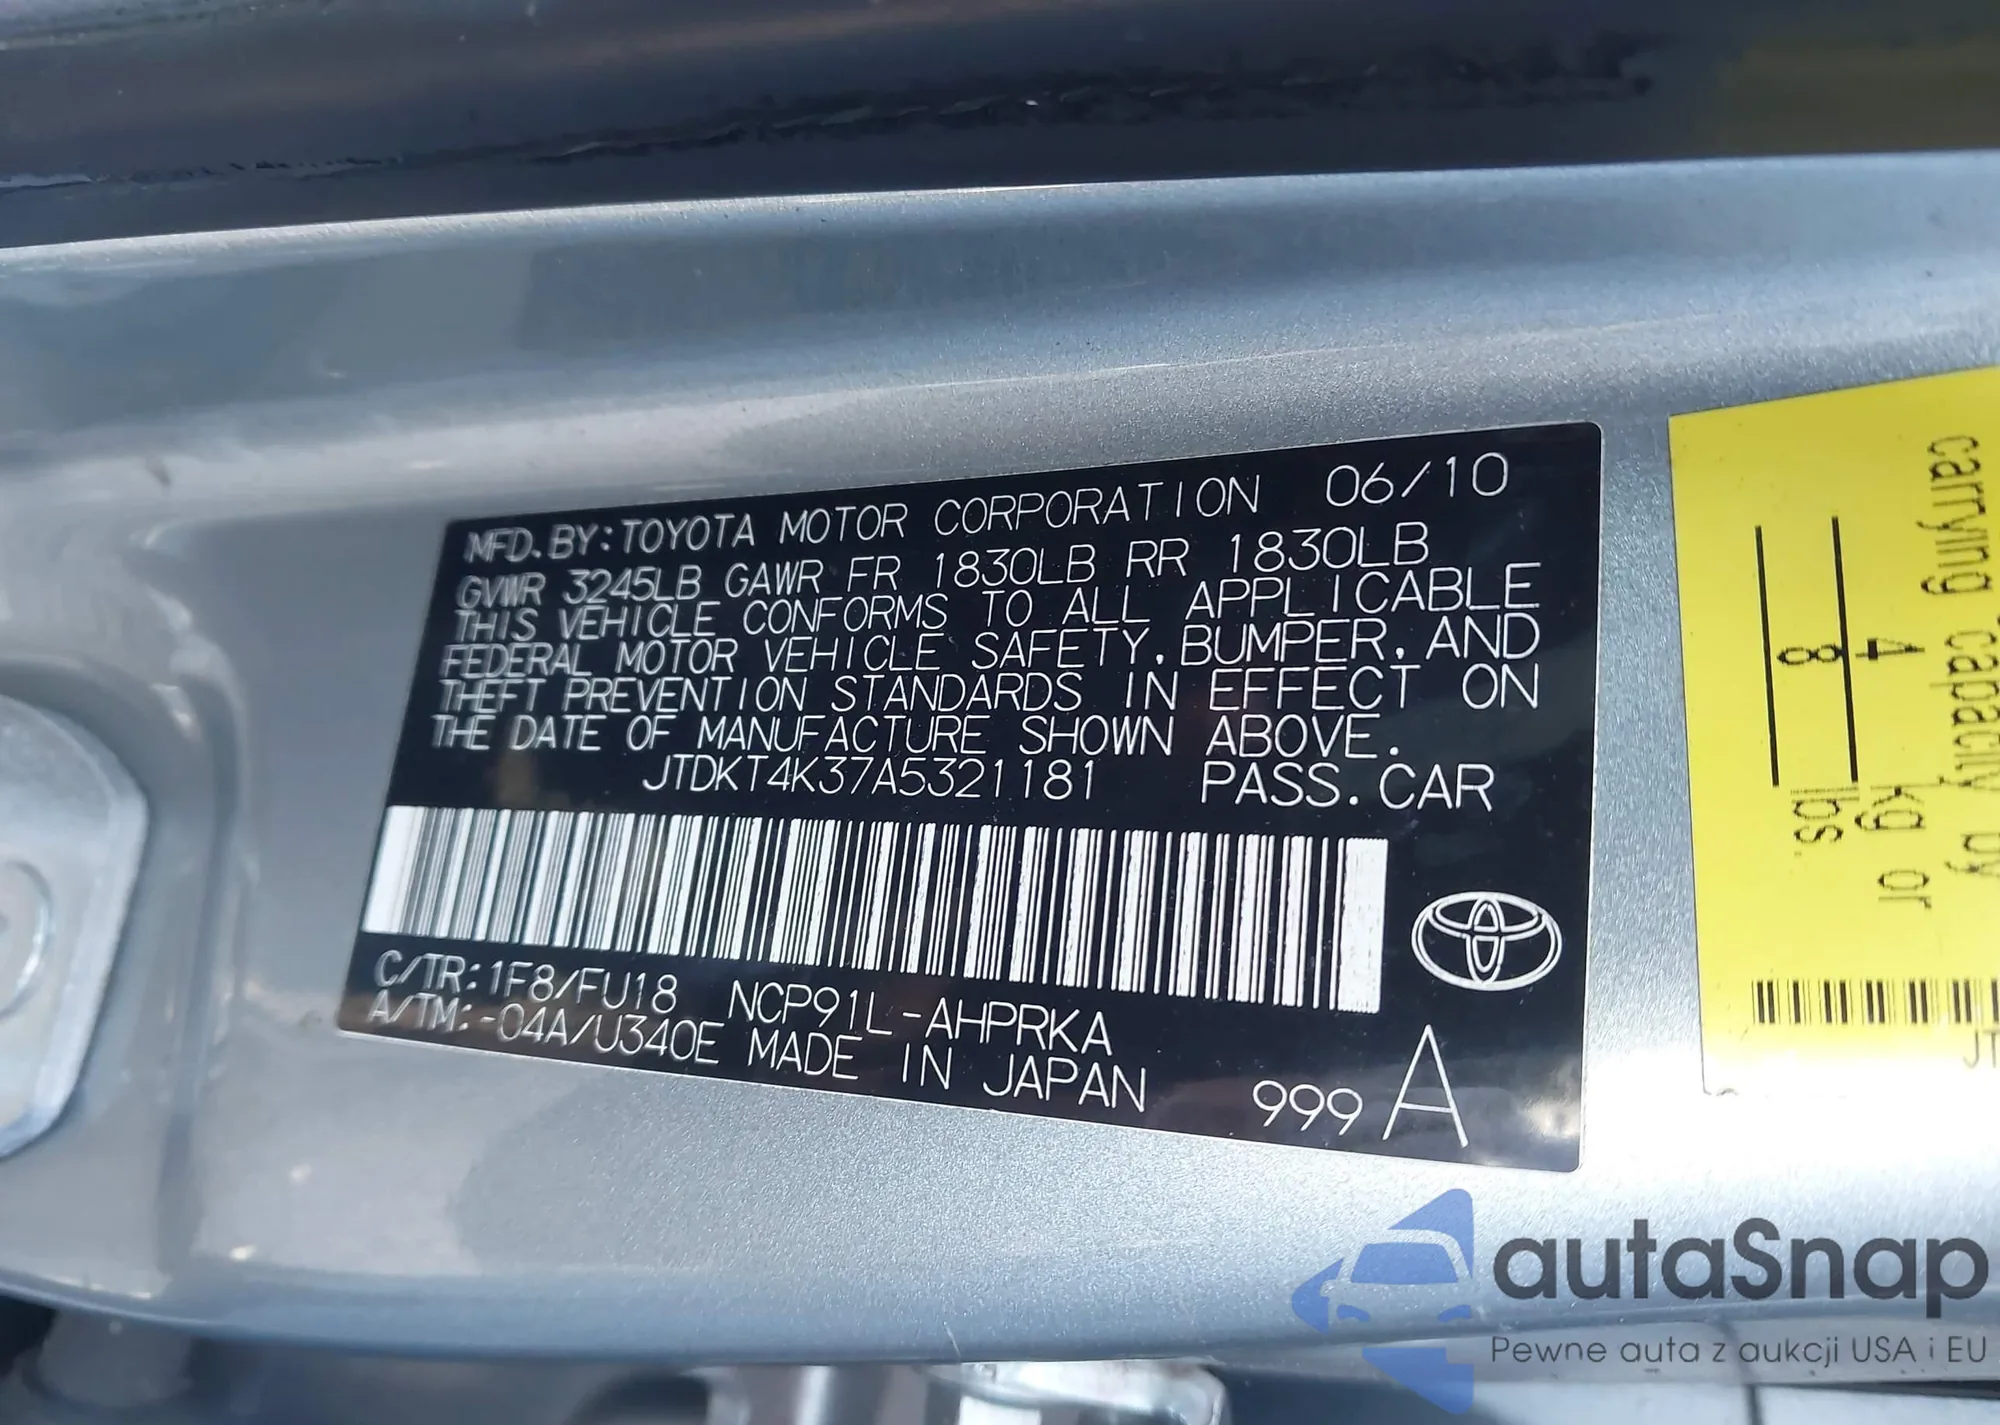 MFD. BY: TOYOTA MOTOR CORPORATION 06/10
GVWR 3245LB GAWR FR 1830LB RR 1830LB
THIS VEHICLE CONFORMS TO ALL APPLICABLE
FEDERAL MOTOR VEHICLE SAFETY, BUMPER, AND
THEFT PREVENTION STANDARDS IN EFFECT ON
THE DATE OF MANUFACTURE SHOWN ABOVE.
JTDKT4K37A5321181 PASS. CAR
C/TR: 1F8/FU18 NCP91L-AHPRKA
A/TM: -04A/U340E MADE IN JAPAN 999 A
carrying capacity by
4 kg or
8 lbs.
JT
autaSnap
Pewne auta z aukcji USA i EU